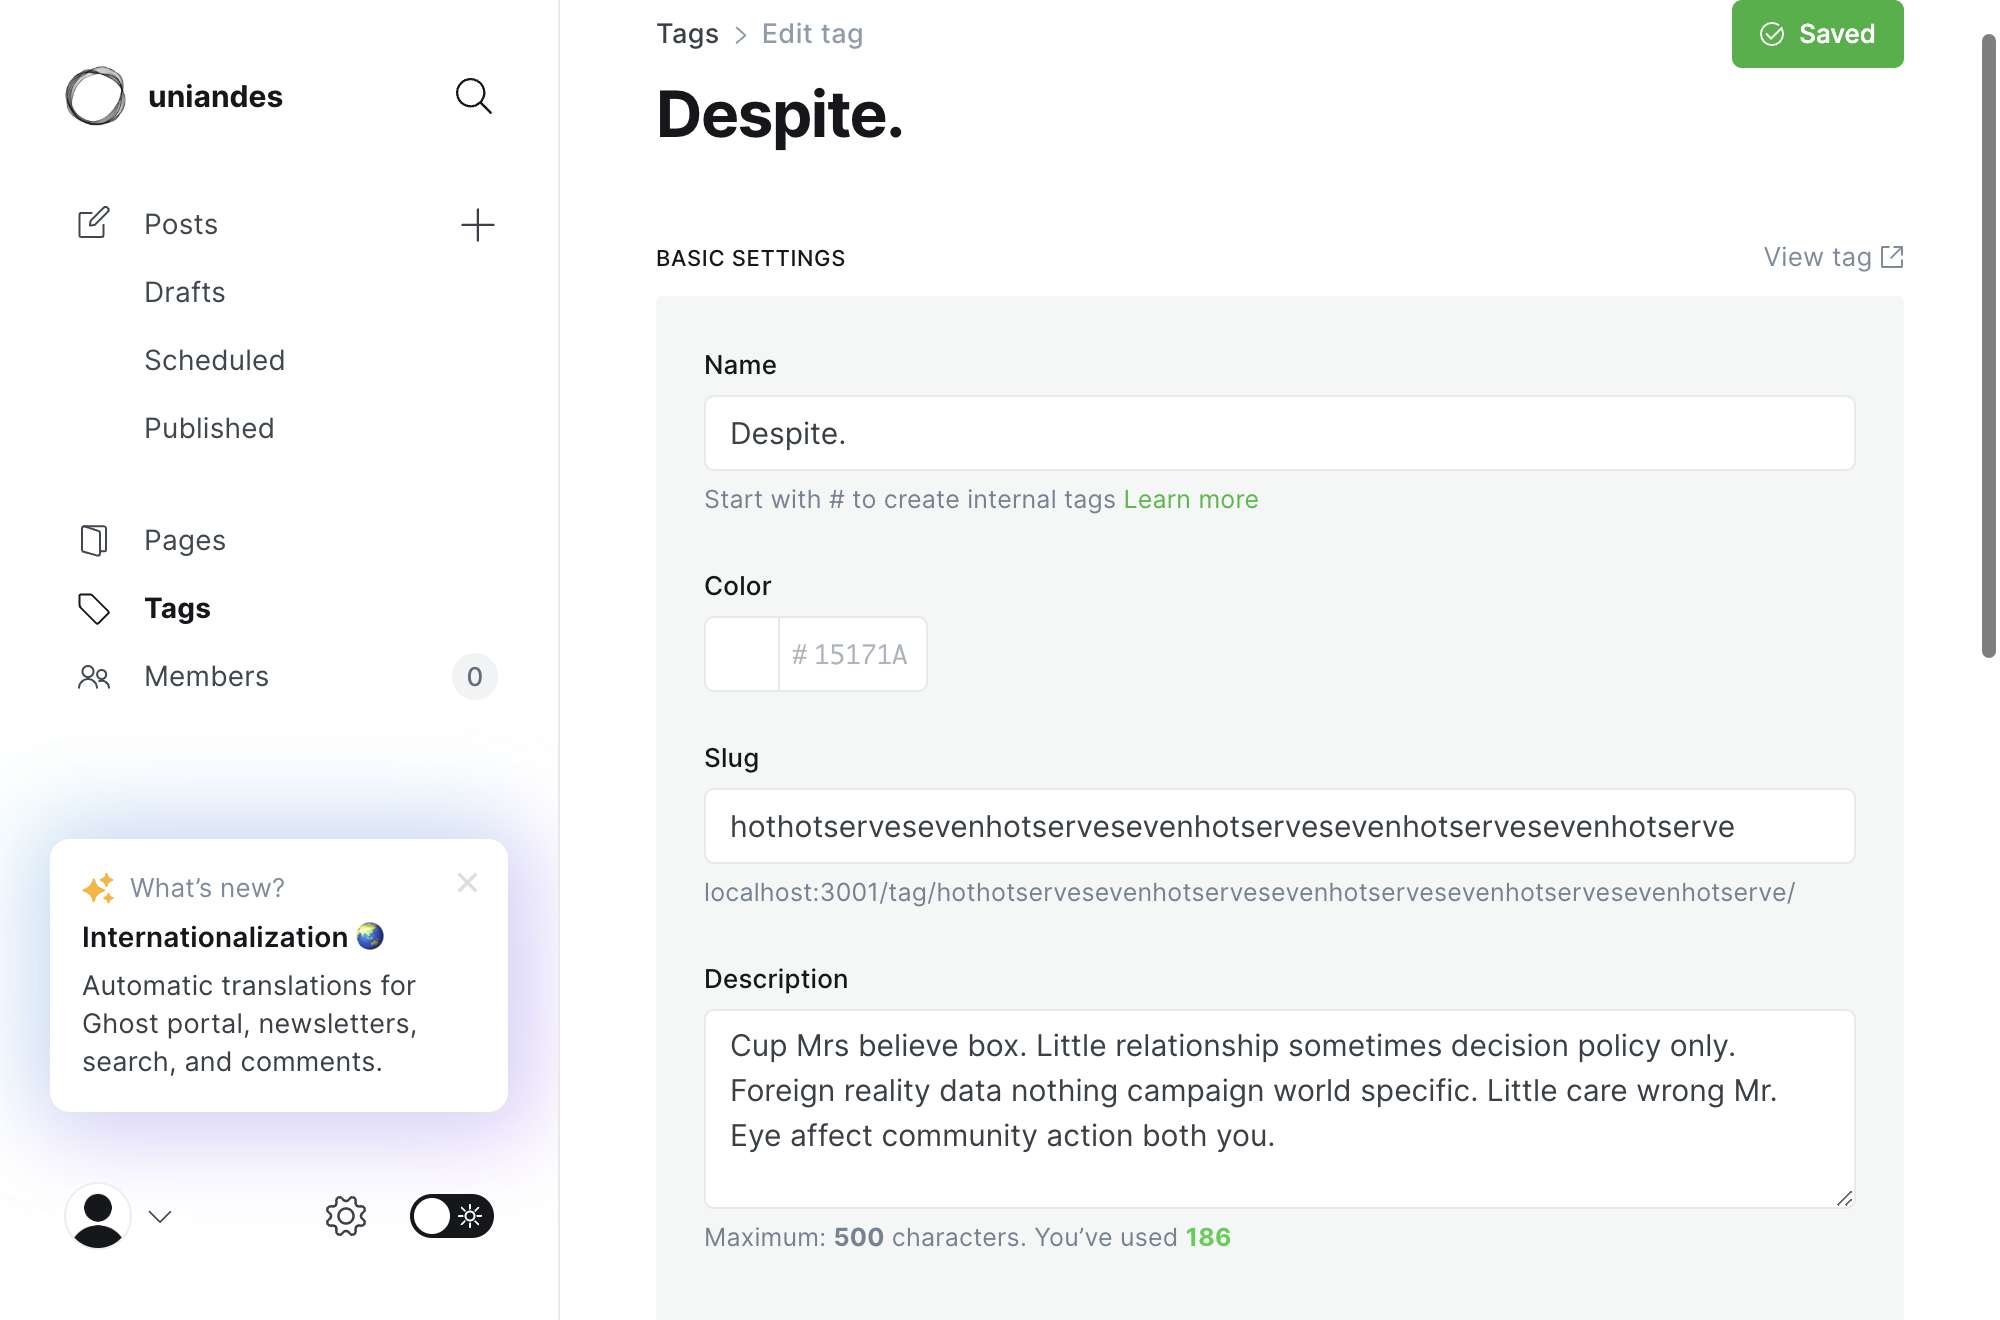 uniandes
Posts
Drafts
Scheduled
Published
Pages
Tags
Members
0
What’s new?
Internationalization
Automatic translations for
Ghost portal, newsletters,
search, and comments.
Tags > Edit tag
Saved
Despite.
BASIC SETTINGS
View tag
Name
Despite.
Start with # to create internal tags Learn more
Color
# 15171A
Slug
hothotservesevenhotservesevenhotservesevenhotservesevenhotserve
localhost:3001/tag/hothotservesevenhotservesevenhotservesevenhotservesevenhotserve/
Description
Cup Mrs believe box. Little relationship sometimes decision policy only.
Foreign reality data nothing campaign world specific. Little care wrong Mr.
Eye affect community action both you.
Maximum: 500 characters. You’ve used 186